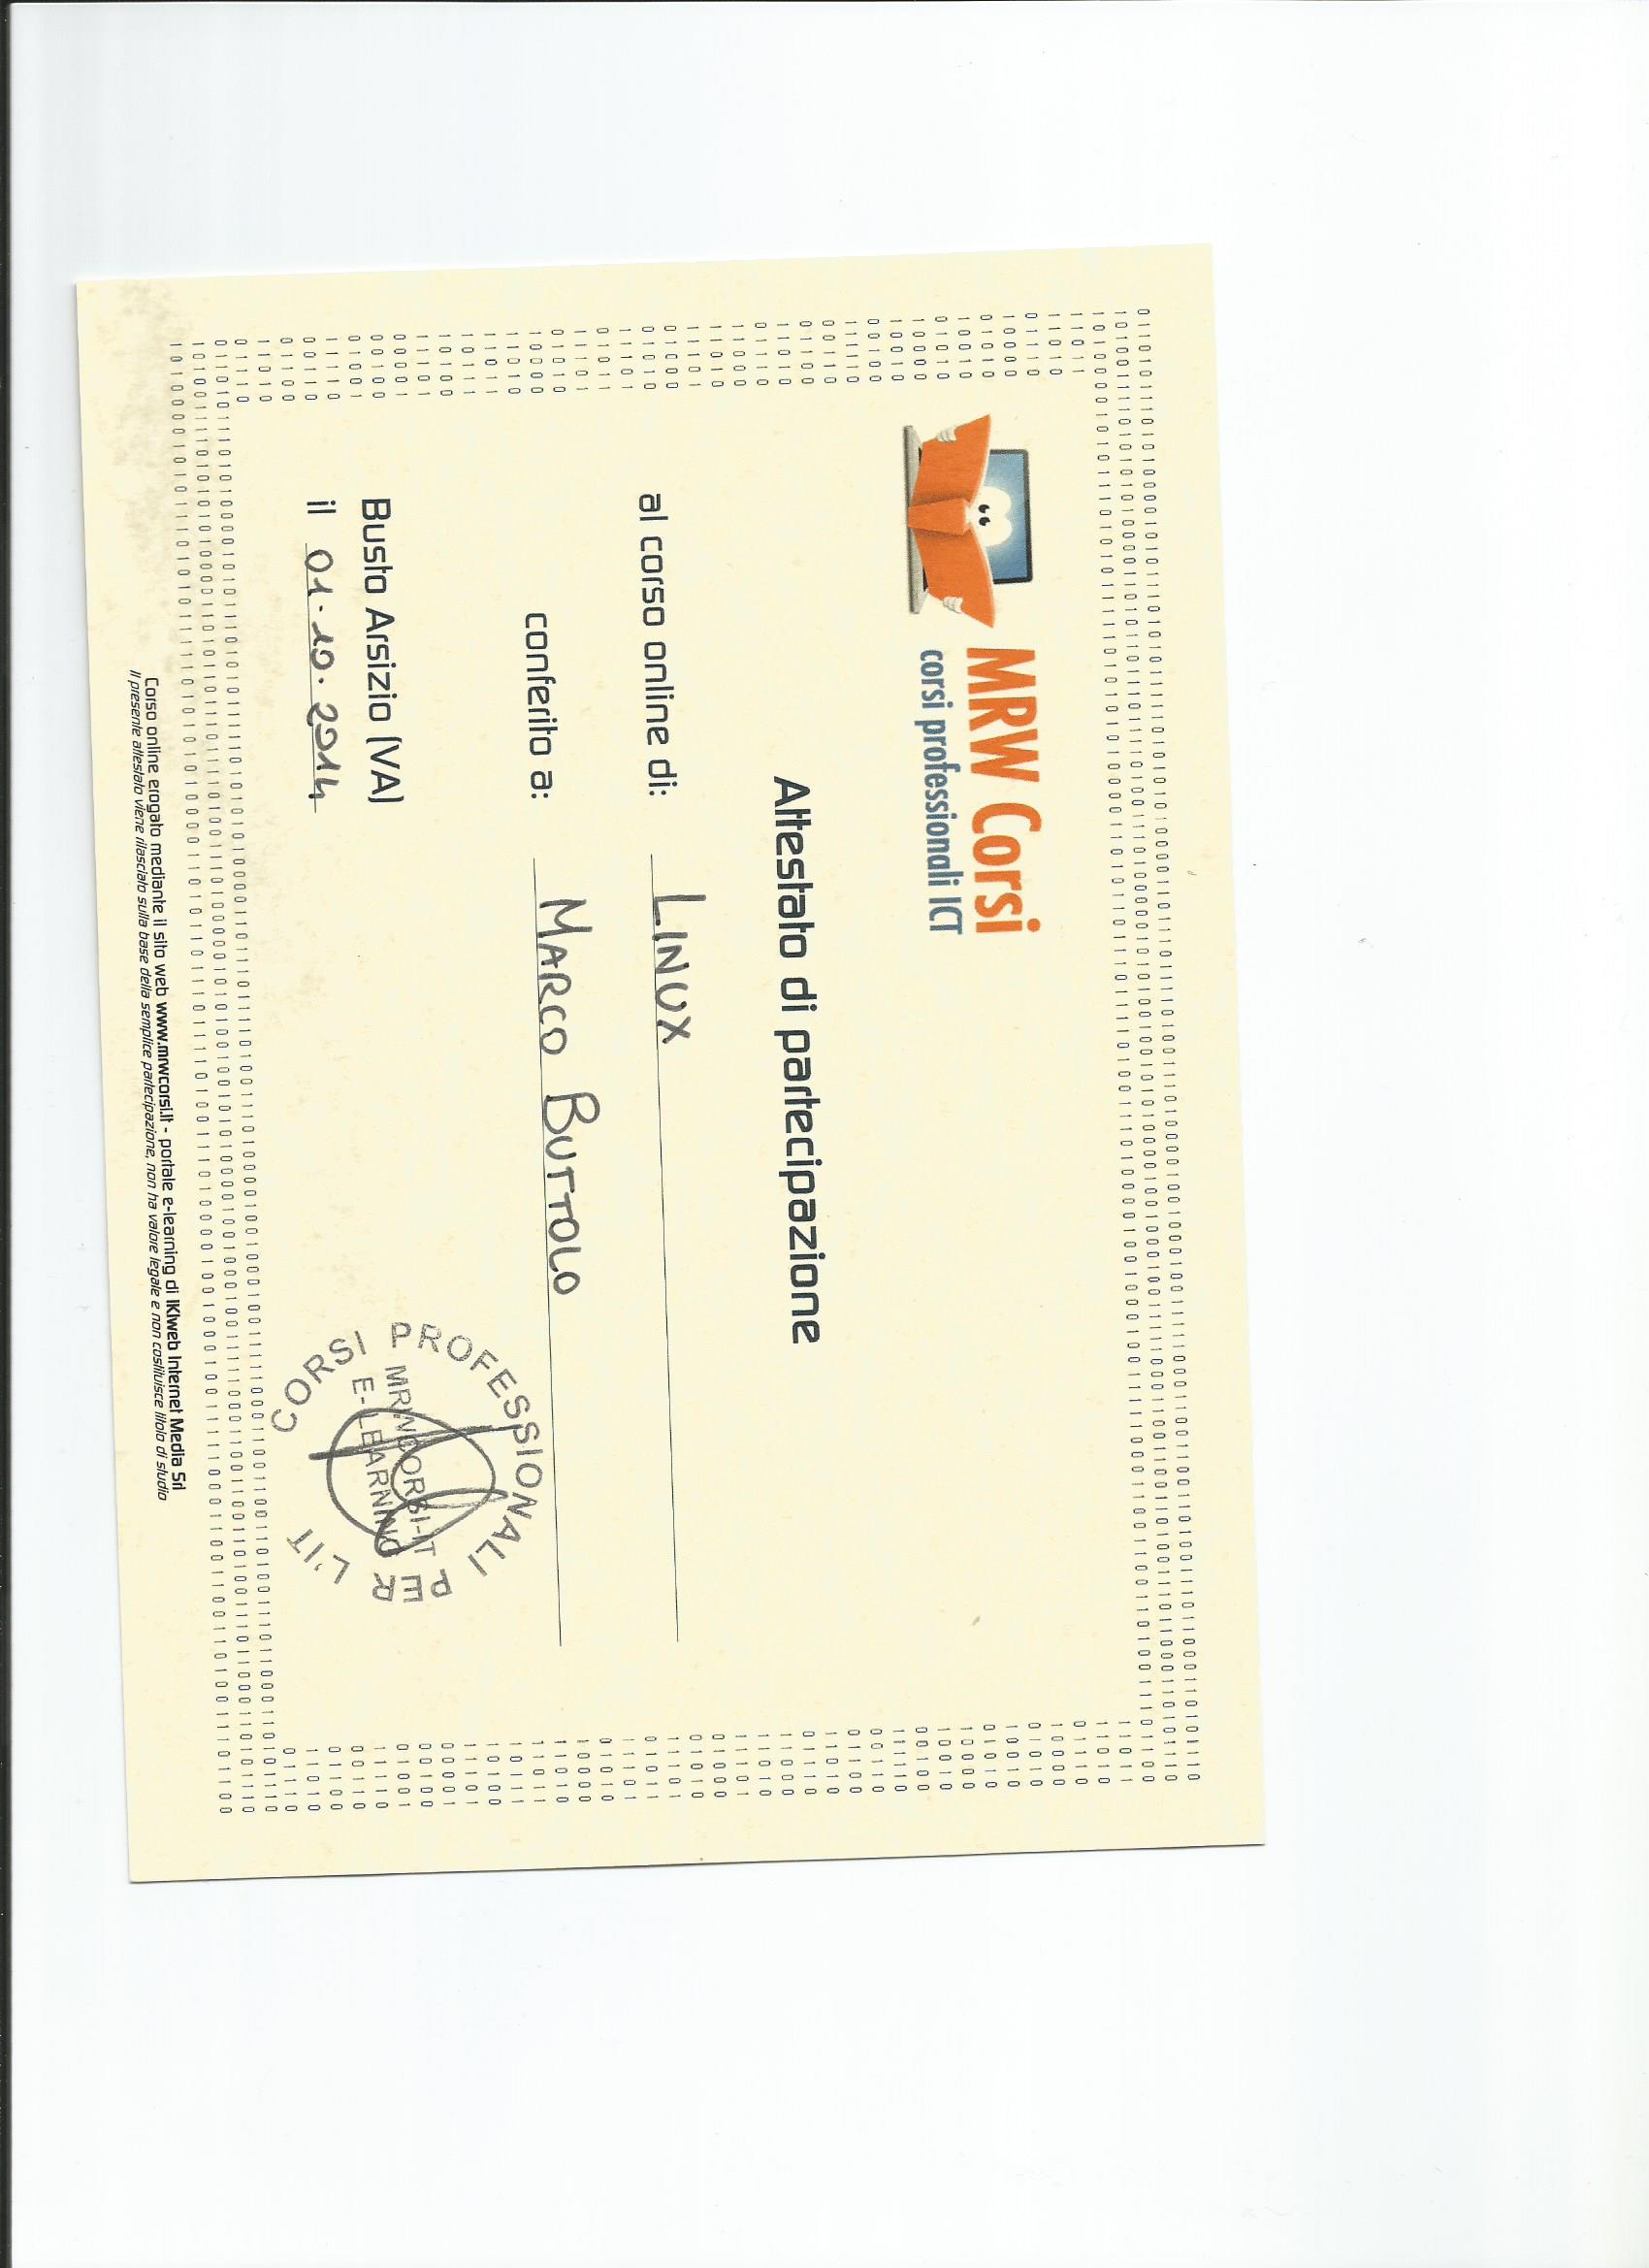 MRW Corsi
corsi professionali ICT
Attestato di partecipazione
al corso online di: LINUX
conferito a: MARCO BUTTOLO
Busto Arsizio (VA)
il 01.10.2014
CORSI PROFESSIONALI PER L'IT
MRWCORSI.IT
E-LEARNING
Corso online erogato mediante il sito web www.mrwcorsi.it - portale e-learning di IKIweb Internet Media Srl
Il presente attestato viene rilasciato sulla base della semplice partecipazione, non ha valore legale e non costituisce titolo di studio